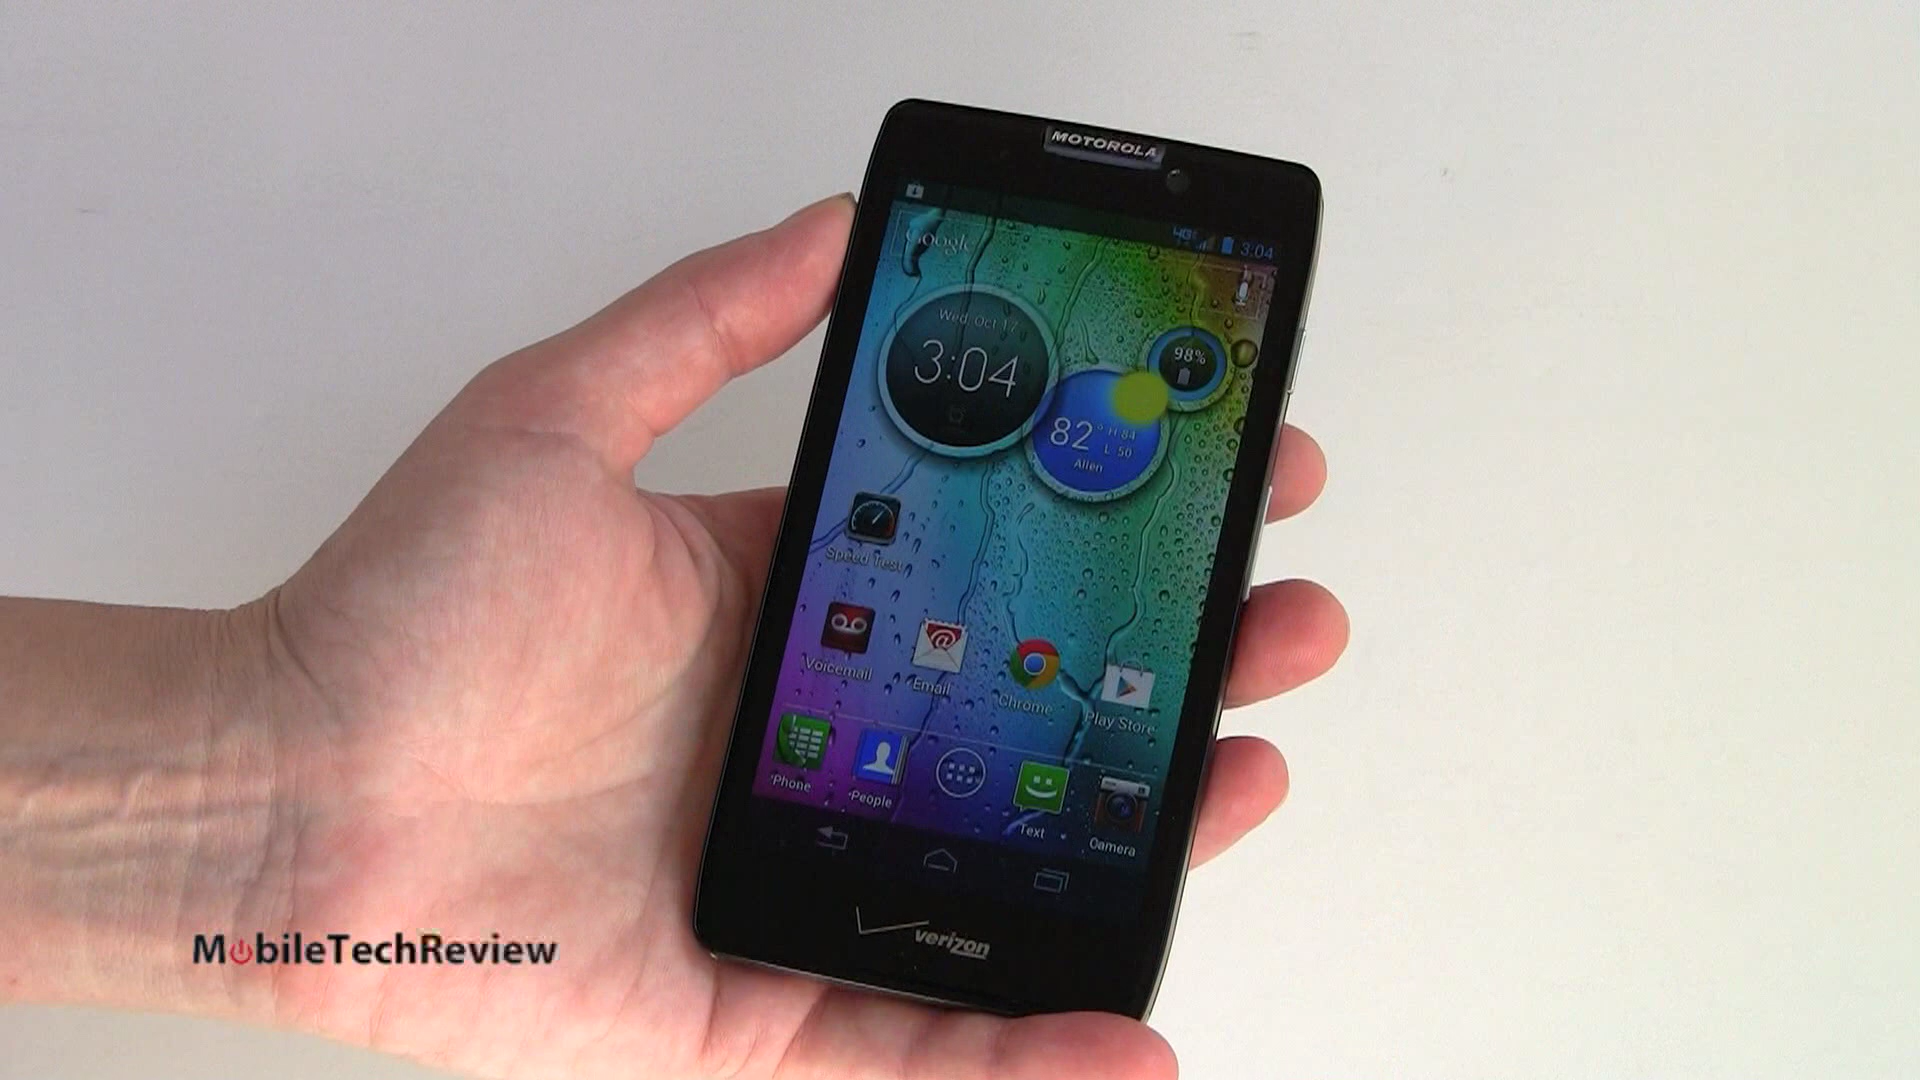 MOTOROLA
4G 3:04
Google
Wed, Oct 17
3:04
98%
82° H 84
L 50
Allen
Speed Test
Voicemail
Email
Chrome
Play Store
Phone
People
Text
Camera
verizon
MobileTechReview